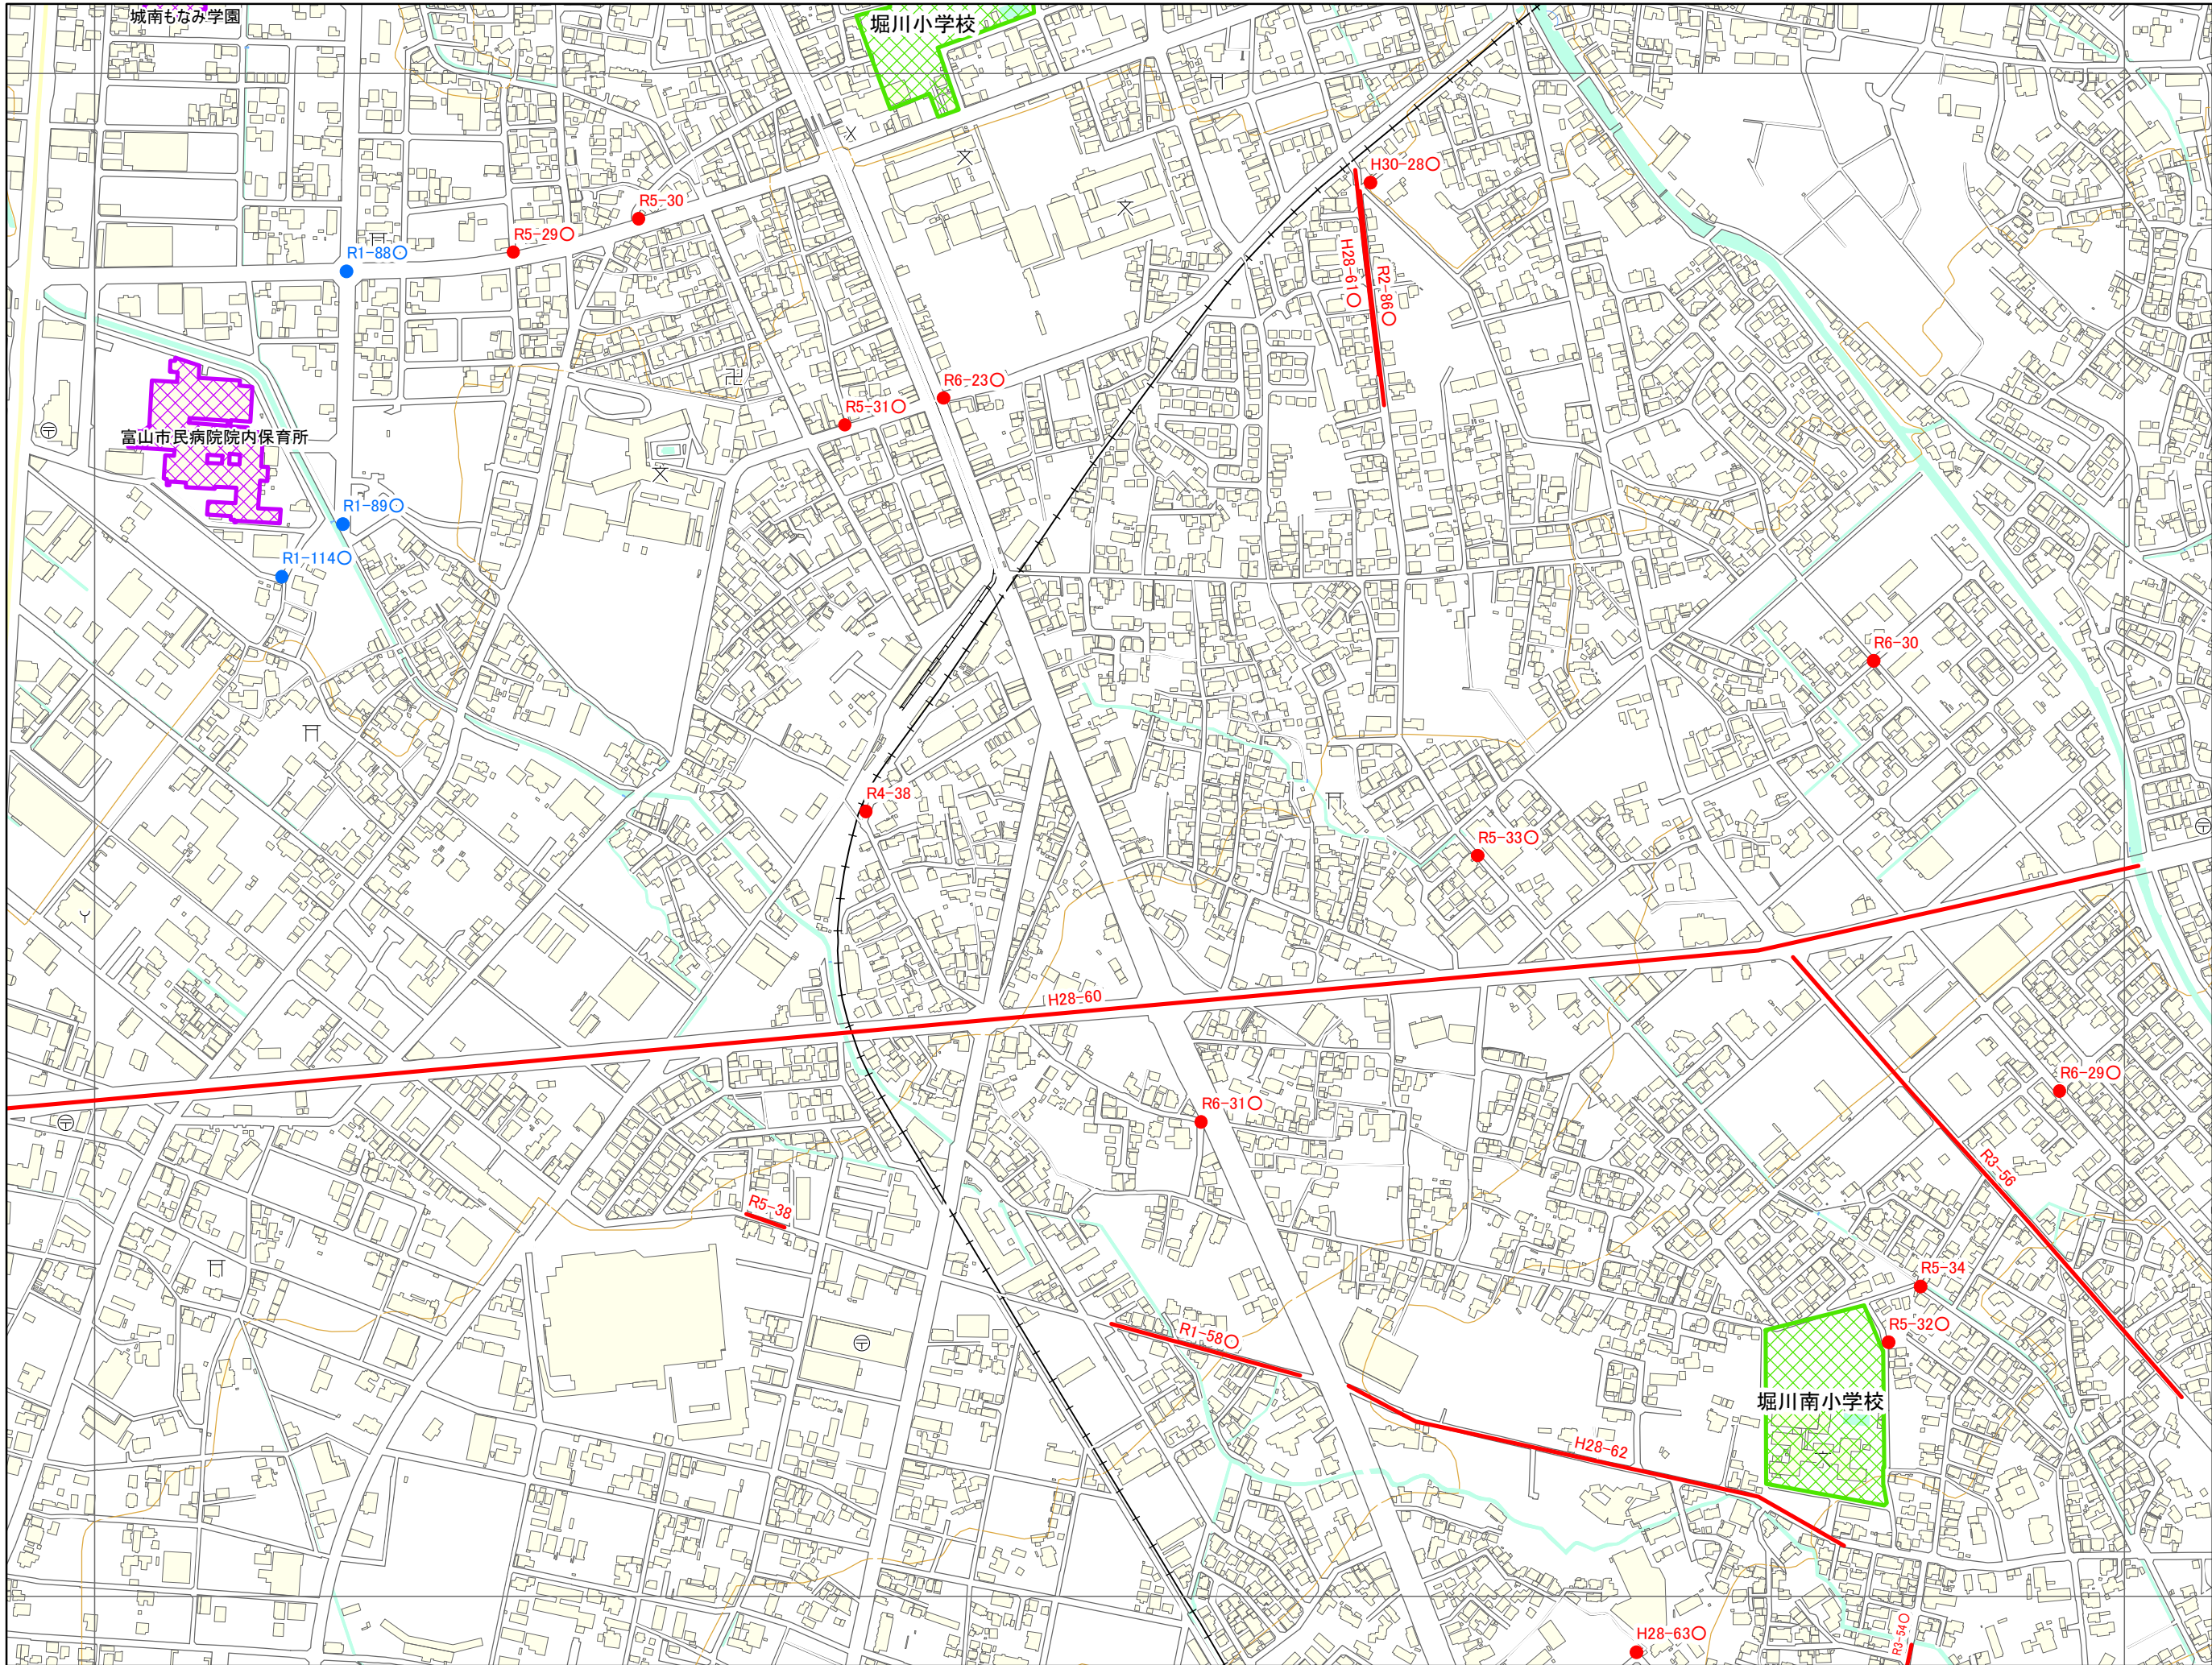 城南もなみ学園
堀川小学校
H30-28○
R5-30
R5-29○
R1-88○
H28-61○
R2-86○
R6-23○
R5-31○
富山市民病院院内保育所
R1-89○
R1-114○
R6-30
R4-38
R5-33○
H28-60
R6-29○
R6-31○
R3-56
R5-38
R5-34
R5-32○
R1-58○
堀川南小学校
H28-62
H28-63○
R3-54○